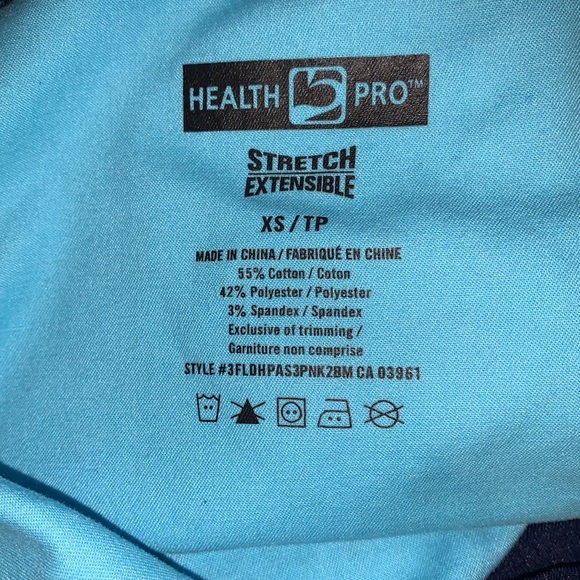 HEALTH PRO™
STRETCH
EXTENSIBLE
XS / TP
MADE IN CHINA / FABRIQUÉ EN CHINE
55% Cotton / Coton
42% Polyester / Polyester
3% Spandex / Spandex
Exclusive of trimming /
Garniture non comprise
STYLE #3FLDHPAS3PNK2BM CA 03961